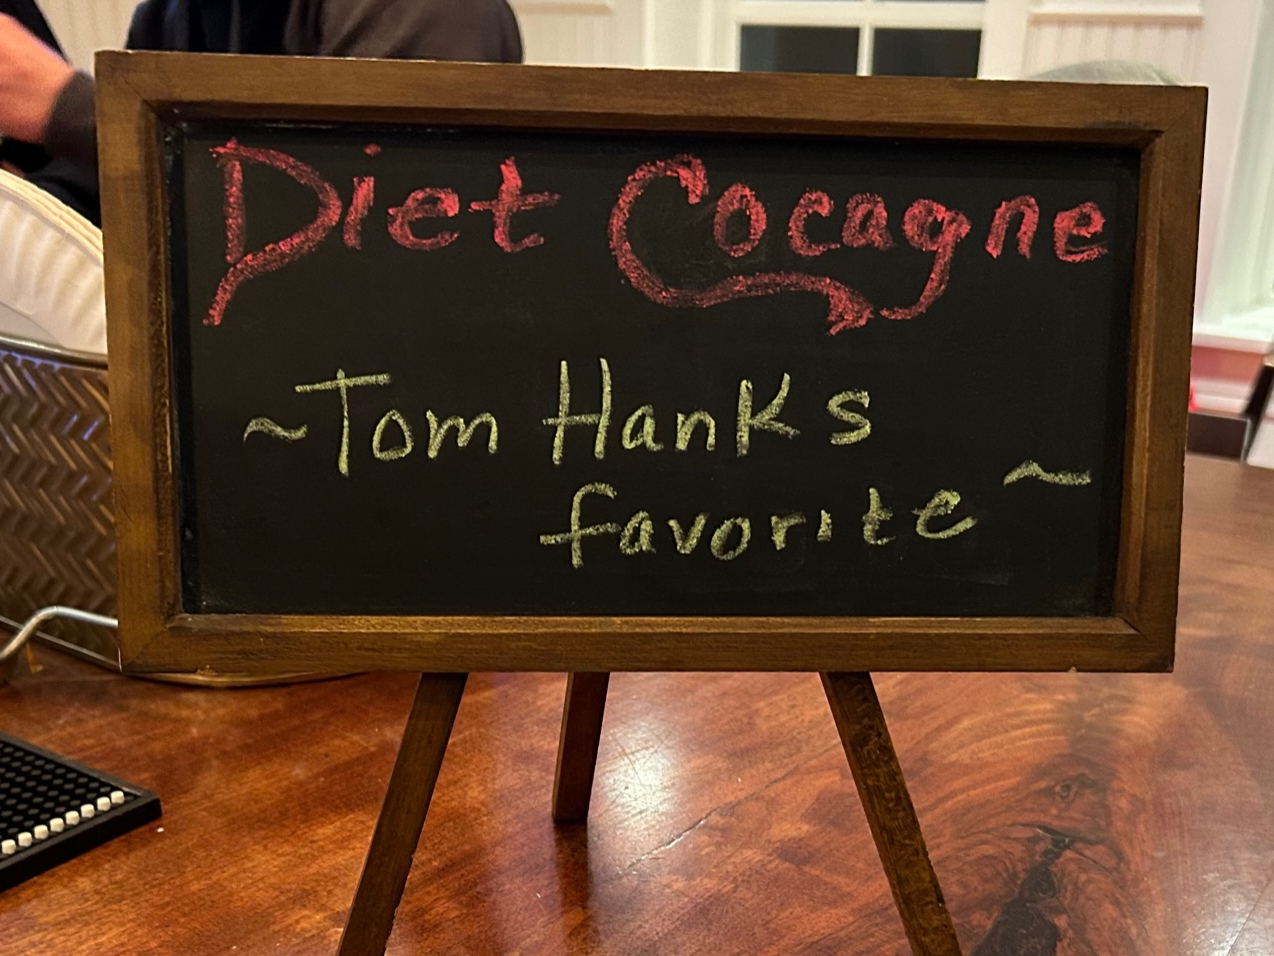 Diet Cocagne
~Tom Hanks
favorite ~